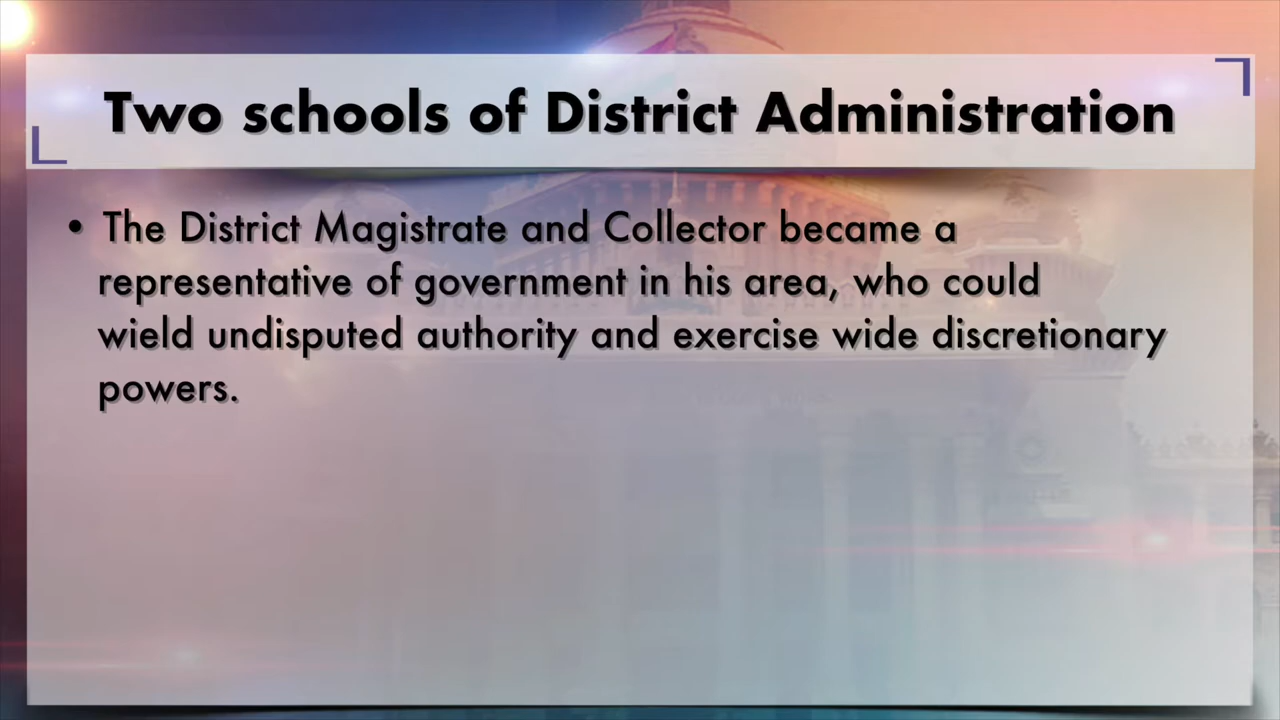 Two schools of District Administration
• The District Magistrate and Collector became a
representative of government in his area, who could
wield undisputed authority and exercise wide discretionary
powers.